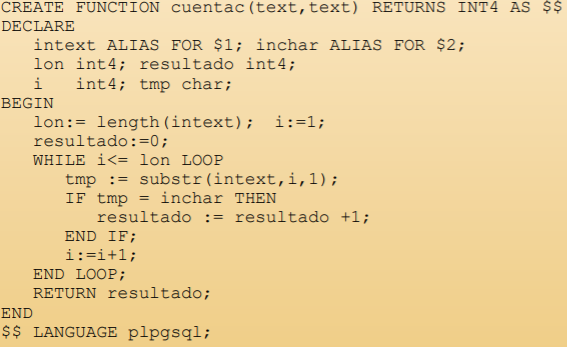 CREATE FUNCTION cuentac(text,text) RETURNS INT4 AS $$
DECLARE
   intext ALIAS FOR $1; inchar ALIAS FOR $2;
   lon int4; resultado int4;
   i   int4; tmp char;
BEGIN
   lon:= length(intext);  i:=1;
   resultado:=0;
   WHILE i<= lon LOOP
      tmp := substr(intext,i,1);
      IF tmp = inchar THEN
         resultado := resultado +1;
      END IF;
      i:=i+1;
   END LOOP;
   RETURN resultado;
END
$$ LANGUAGE plpgsql;